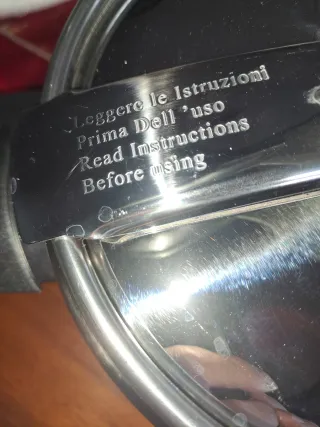 Leggere le Istruzioni
Prima Dell 'uso
Read Instructions
Before using